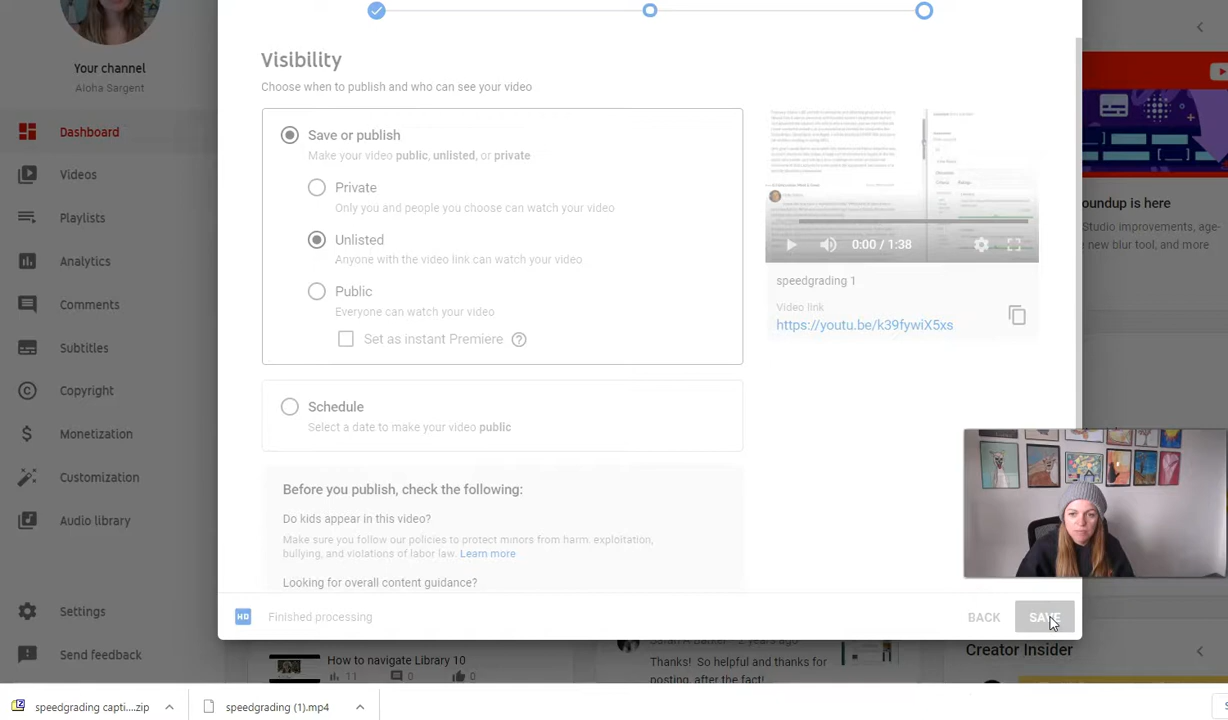 Your channel
Aloha Sargent
Dashboard
Videos
Playlists
Analytics
Comments
Subtitles
Copyright
Monetization
Customization
Audio library
Settings
Send feedback
Visibility
Choose when to publish and who can see your video
Save or publish
Make your video public, unlisted, or private
Private
Only you and people you choose can watch your video
Unlisted
Anyone with the video link can watch your video
Public
Everyone can watch your video
Set as instant Premiere ?
Schedule
Select a date to make your video public
Before you publish, check the following:
Do kids appear in this video?
Make sure you follow our policies to protect minors from harm, exploitation,
bullying, and violations of labor law. Learn more
Looking for overall content guidance?
0:00 / 1:38
speedgrading 1
Video link
https://youtu.be/k39fywiX5xs
HD Finished processing
BACK SAVE
oundup is here
Studio improvements, age-
new blur tool, and more
How to navigate Library 10
11 0 0
2 years ago
Thanks! So helpful and thanks for
posting, after the fact!
Creator Insider
speedgrading capti....zip
speedgrading (1).mp4